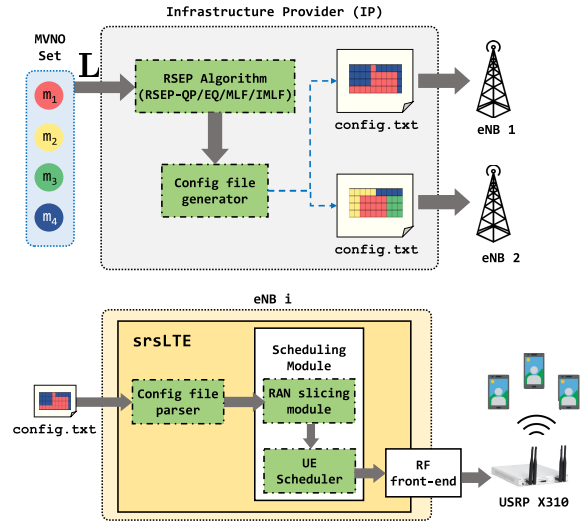 Infrastructure Provider (IP)
MVNO
Set
L
m1
m2
m3
m4
RSEP Algorithm
(RSEP-QP/EQ/MLF/IMLF)
Config file
generator
config.txt
config.txt
eNB 1
eNB 2
eNB i
srsLTE
config.txt
Config file
parser
Scheduling
Module
RAN slicing
module
UE
Scheduler
RF
front-end
USRP X310